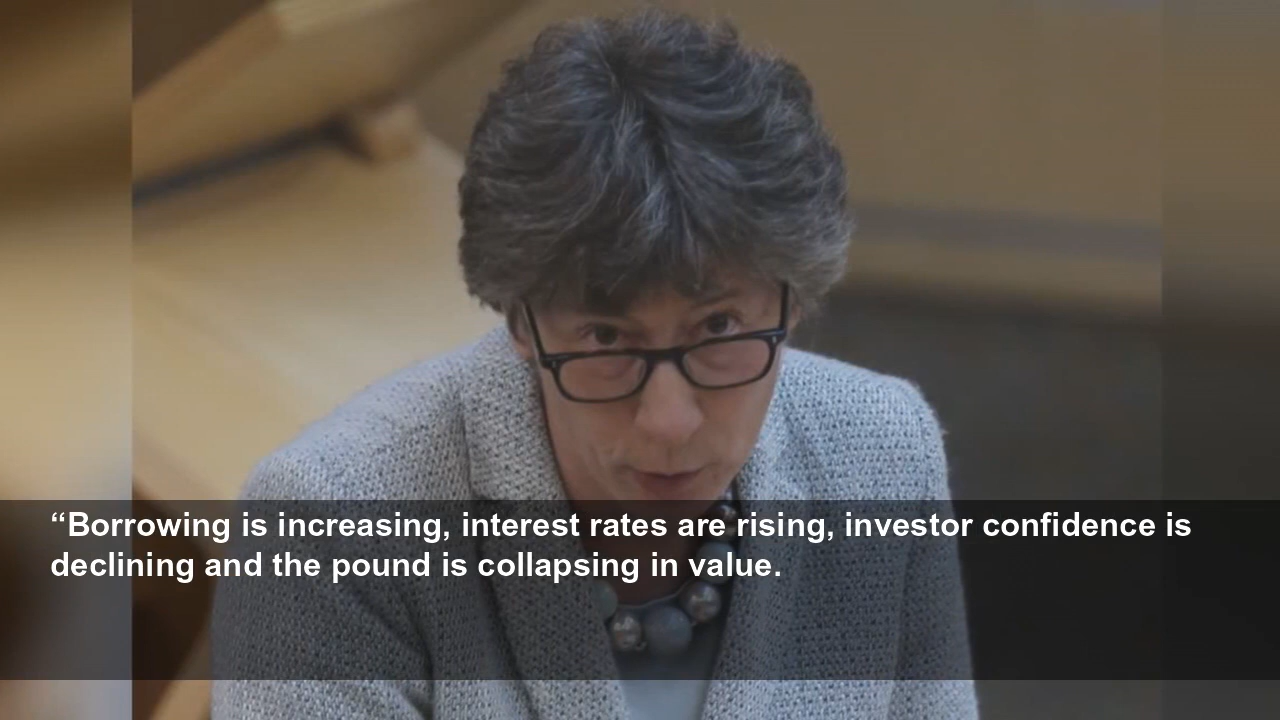 “Borrowing is increasing, interest rates are rising, investor confidence is
declining and the pound is collapsing in value.